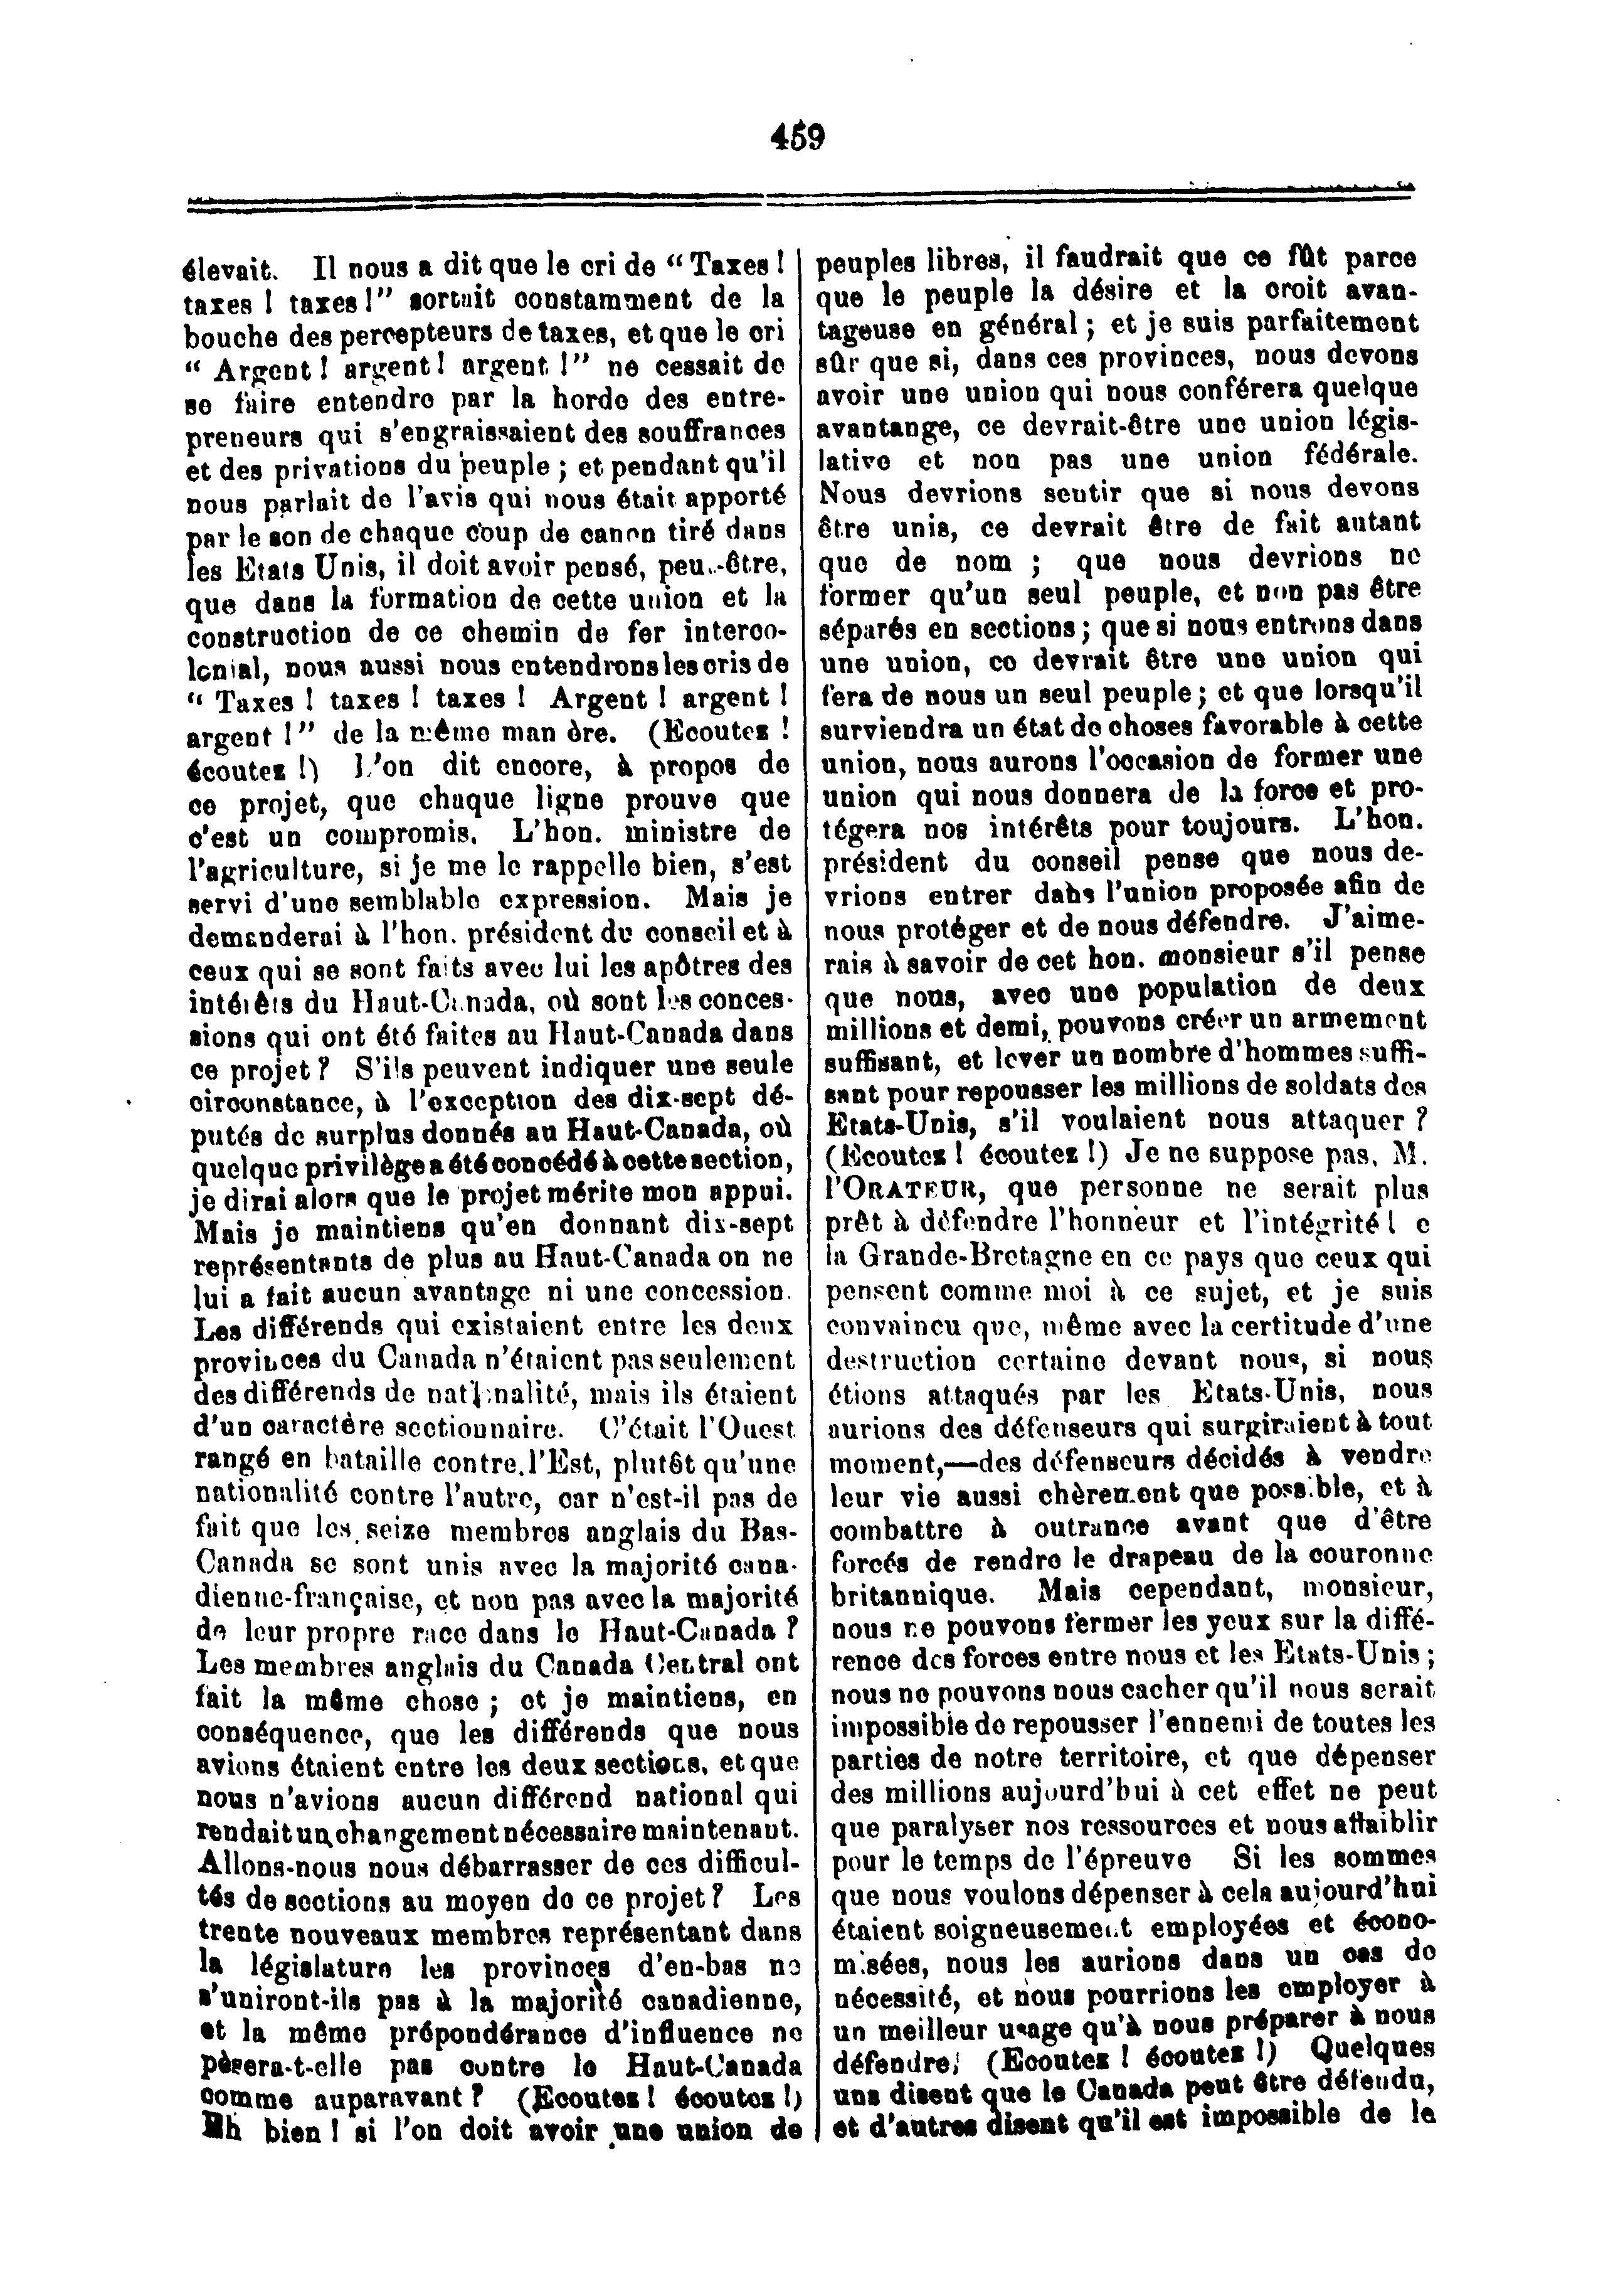 459
élevait. Il nous a dit que le cri de “ Taxes !
taxes ! taxes !” sortait constamment de la
bouche des percepteurs de taxes, et que le cri
“ Argent ! argent ! argent !” ne cessait de
se faire entendre par la horde des entre-
preneurs qui s'engraissaient des souffrances
et des privations du peuple ; et pendant qu'il
nous parlait de l'avis qui nous était apporté
par le son de chaque coup de canon tiré dans
les Etats Unis, il doit avoir pensé, peut-être,
que dans la formation de cette union et la
construction de ce chemin de fer interco-
lonial, nous aussi nous entendrons les cris de
“ Taxes ! taxes ! taxes ! Argent ! argent !
argent !” de la même manière. (Ecoutez !
écoutez !) L'on dit encore, à propos de
ce projet, que chaque ligne prouve que
c'est un compromis. L'hon. ministre de
l'agriculture, si je me le rappelle bien, s'est
servi d'une semblable expression. Mais je
demanderai à l'hon. président du conseil et à
ceux qui se sont faits avec lui les apôtres des
intérêts du Haut-Canada, où sont les conces-
sions qui ont été faites au Haut-Canada dans
ce projet ? S'ils peuvent indiquer une seule
circonstance, à l'exception des dix-sept dé-
putés de surplus donnés au Haut-Canada, où
quelque privilège a été concédé à cette section,
je dirai alors que le projet mérite mon appui.
Mais je maintiens qu'en donnant dix-sept
représentants de plus au Haut-Canada on ne
lui a fait aucun avantage ni une concession.
Les différends qui existaient entre les deux
provinces du Canada n'étaient pas seulement
des différends de nationalité, mais ils étaient
d'un caractère sectionnaire. C'était l'Ouest
rangé en bataille contre l'Est, plutôt qu'une
nationalité contre l'autre, car n'est-il pas de
fait que les seize membres anglais du Bas-
Canada se sont unis avec la majorité cana-
dienne-française, et non pas avec la majorité
de leur propre race dans le Haut-Canada ?
Les membres anglais du Canada Central ont
fait la même chose ; et je maintiens, en
conséquence, que les différends que nous
avions étaient entre les deux sections, et que
nous n'avions aucun différend national qui
rendait un changement nécessaire maintenant.
Allons-nous nous débarrasser de ces difficul-
tés de sections au moyen de ce projet ? Les
trente nouveaux membres représentant dans
la législature les provinces d'en-bas ne
s'uniront-ils pas à la majorité canadienne,
et la même prépondérance d'influence ne
pèsera-t-elle pas contre le Haut-Canada
comme auparavant ? (Ecoutez ! écoutez !)
Eh bien ! si l'on doit avoir une union de
peuples libres, il faudrait que ce fût parce
que le peuple la désire et la croit avan-
tageuse en général ; et je suis parfaitement
sûr que si, dans ces provinces, nous devons
avoir une union qui nous conférera quelque
avantange, ce devrait-être une union légis-
lative et non pas une union fédérale.
Nous devrions sentir que si nous devons
être unis, ce devrait être de fait autant
que de nom ; que nous devrions ne
former qu'un seul peuple, et non pas être
séparés en sections ; que si nous entrons dans
une union, ce devrait être une union qui
fera de nous un seul peuple ; et que lorsqu'il
surviendra un état de choses favorable à cette
union, nous aurons l'occasion de former une
union qui nous donnera de la force et pro-
tégera nos intérêts pour toujours. L'hon.
président du conseil pense que nous de-
vrions entrer dans l'union proposée afin de
nous protéger et de nous défendre. J'aime-
rais à savoir de cet hon. monsieur s'il pense
que nous, avec une population de deux
millions et demi, pouvons créer un armement
suffisant, et lever un nombre d'hommes suffi-
sant pour repousser les millions de soldats des
Etats-Unis, s'il voulaient nous attaquer ?
(Ecoutez ! écoutez !) Je ne suppose pas, M.
l'ORATEUR, que personne ne serait plus
prêt à défendre l'honneur et l'intégrité de
la Grande-Bretagne en ce pays que ceux qui
pensent comme moi à ce sujet, et je suis
convaincu que, même avec la certitude d'une
destruction certaine devant nous, si nous
étions attaqués par les Etats-Unis, nous
aurions des défenseurs qui surgiraient à tout
moment,—des défenseurs décidés à vendre
leur vie aussi chèrement que possible, et à
combattre à outrance avant que d'être
forcés de rendre le drapeau de la couronne
britannique. Mais cependant, monsieur,
nous ne pouvons fermer les yeux sur la diffé-
rence des forces entre nous et les Etats-Unis ;
nous ne pouvons nous cacher qu'il nous serait
impossible de repousser l'ennemi de toutes les
parties de notre territoire, et que dépenser
des millions aujourd'hui à cet effet ne peut
que paralyser nos ressources et nous affaiblir
pour le temps de l'épreuve Si les sommes
que nous voulons dépenser à cela aujourd'hui
étaient soigneusement employées et écono-
misées, nous les aurions dans un cas de
nécessité, et nous pourrions les employer à
un meilleur usage qu'à nous préparer à nous
défendre. (Ecoutez ! écoutez !) Quelques
uns disent que le Canada peut être défendu,
et d'autres disent qu'il est impossible de le